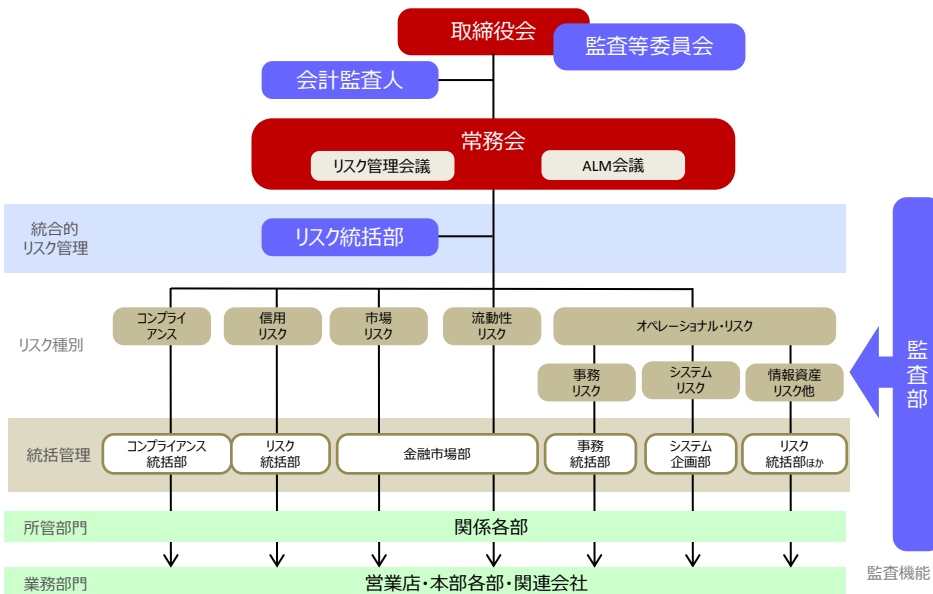 取締役会
監査等委員会
会計監査人
常務会
リスク管理会議
ALM会議
統合的
リスク管理
リスク統括部
リスク種別
コンプライ
アンス
信用
リスク
市場
リスク
流動性
リスク
オペレーショナル・リスク
事務
リスク
システム
リスク
情報資産
リスク他
監査部
統括管理
コンプライアンス
統括部
リスク
統括部
金融市場部
事務
統括部
システム
企画部
リスク
統括部ほか
所管部門
関係各部
業務部門
営業店・本部各部・関連会社
監査機能